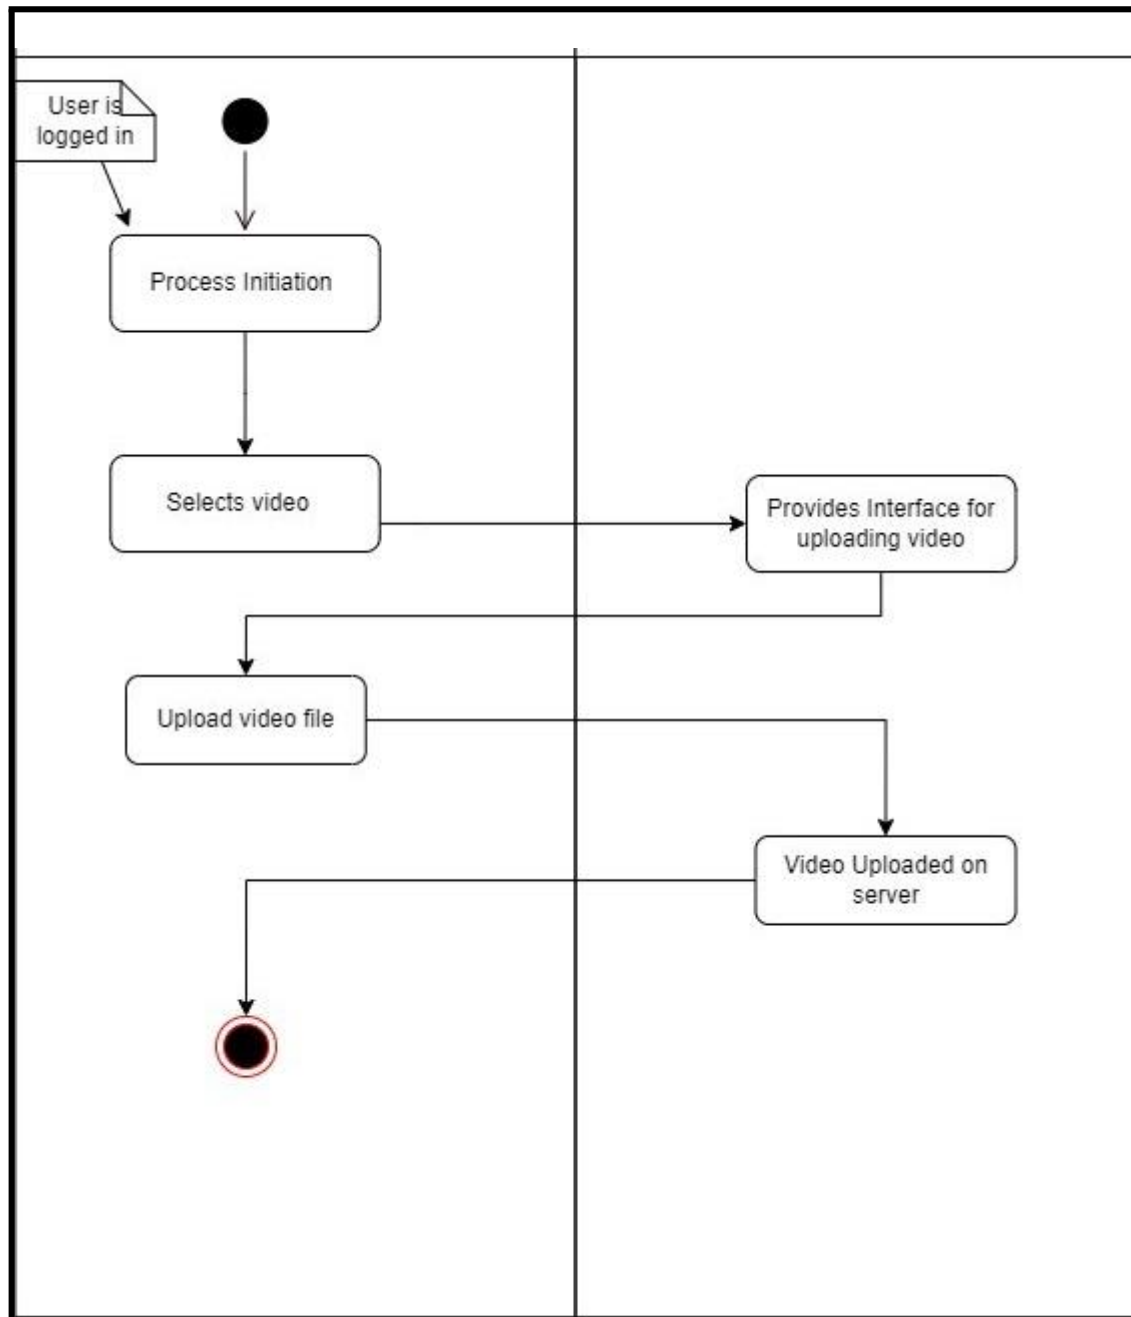 User is
logged in
Process Initiation
Selects video
Provides Interface for
uploading video
Upload video file
Video Uploaded on
server